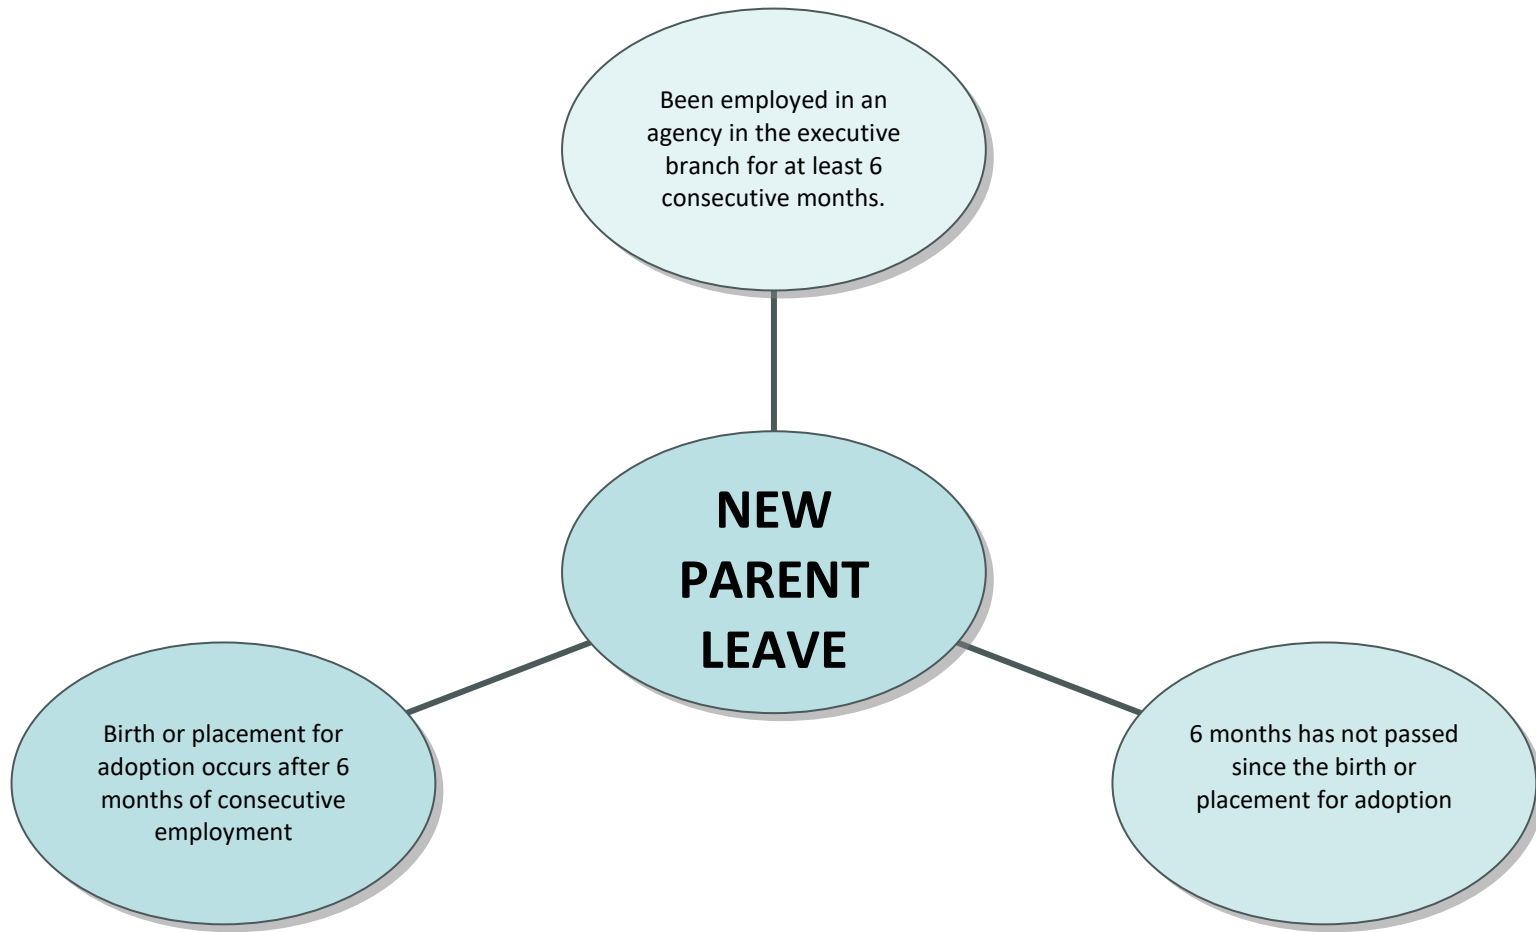 Been employed in an
agency in the executive
branch for at least 6
consecutive months.
NEW
PARENT
LEAVE
Birth or placement for
adoption occurs after 6
months of consecutive
employment
6 months has not passed
since the birth or
placement for adoption